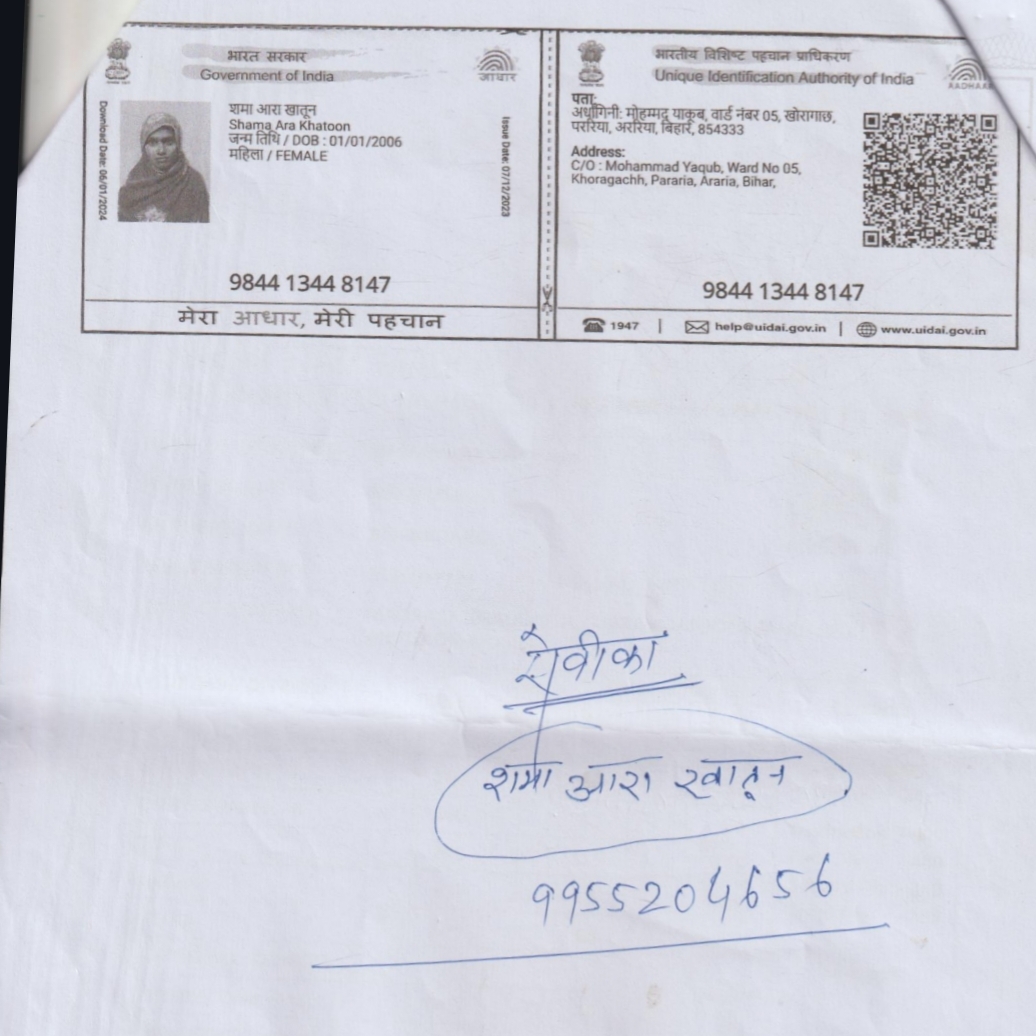 भारत सरकार
Government of India
आधार
Download Date: 06/01/2024
शमा आरा खातून
Shama Ara Khatoon
जन्म तिथि / DOB : 01/01/2006
महिला / FEMALE
Issue Date: 07/12/2023
9844 1344 8147
मेरा आधार, मेरी पहचान
भारतीय विशिष्ट पहचान प्राधिकरण
Unique Identification Authority of India
AADHAAR
पता:
अर्धांगिनी: मोहम्मद याकूब, वार्ड नंबर 05, खोरागाछ,
पररिया, अररिया, बिहार, 854333
Address:
C/O : Mohammad Yaqub, Ward No 05,
Khoragachh, Pararia, Araria, Bihar,
9844 1344 8147
1947 | help@uidai.gov.in | www.uidai.gov.in
सेवीका
शमा आरा खातून
9955204656